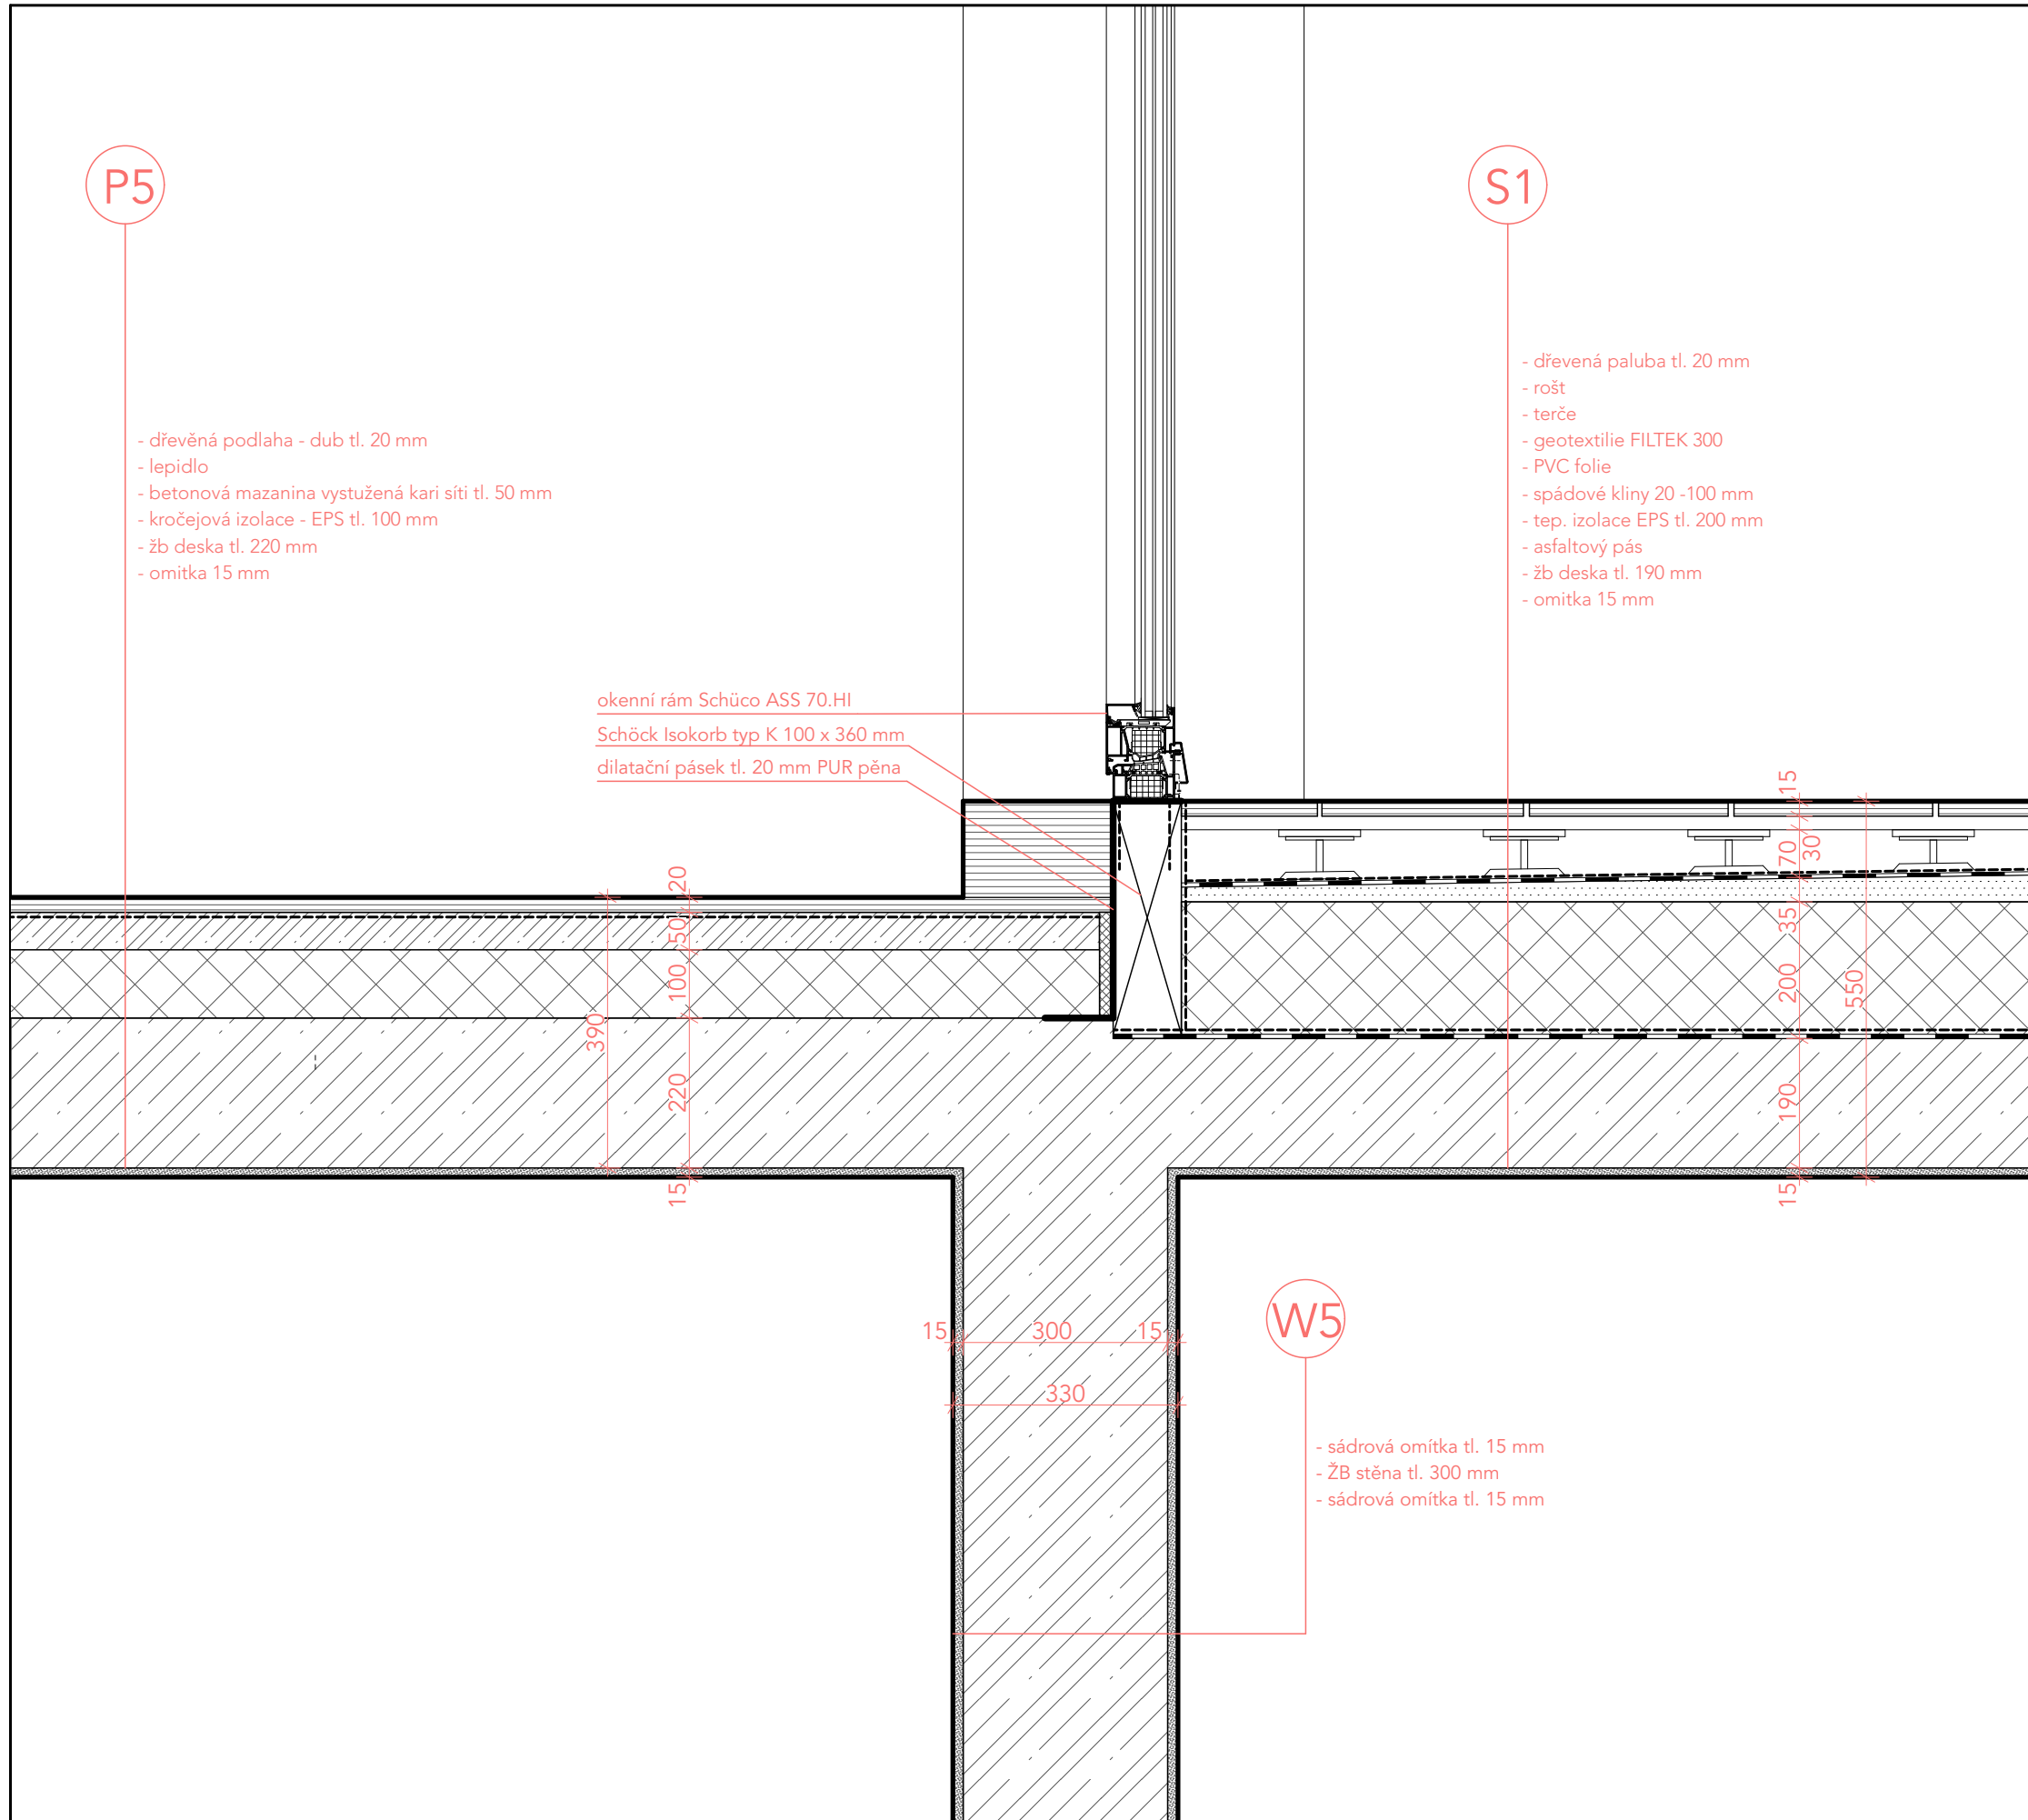 P5
S1
- dřevěná podlaha - dub tl. 20 mm
- lepidlo
- betonová mazanina vystužená kari síti tl. 50 mm
- kročejová izolace - EPS tl. 100 mm
- žb deska tl. 220 mm
- omitka 15 mm
- dřevená paluba tl. 20 mm
- rošt
- terče
- geotextilie FILTEK 300
- PVC folie
- spádové kliny 20 -100 mm
- tep. izolace EPS tl. 200 mm
- asfaltový pás
- žb deska tl. 190 mm
- omitka 15 mm
okenní rám Schüco ASS 70.HI
Schöck Isokorb typ K 100 x 360 mm
dilatační pásek tl. 20 mm PUR pěna
20
50
100
220
15
390
15
30
70
35
200
190
15
550
15
300
15
330
W5
- sádrová omítka tl. 15 mm
- ŽB stěna tl. 300 mm
- sádrová omítka tl. 15 mm